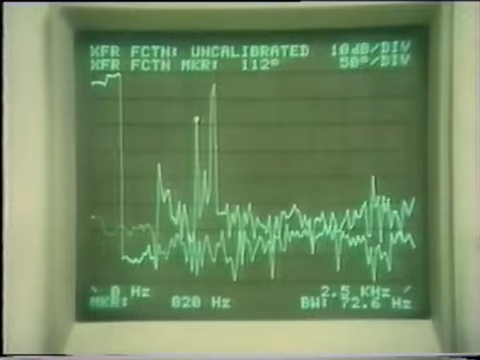 XFR FCTN: UNCALIBRATED 10dB/DIV
XFR FCTN MKR: 112° 50°/DIV
0 Hz 2.5 KHz
MKR: 820 Hz BW: 72.6 Hz